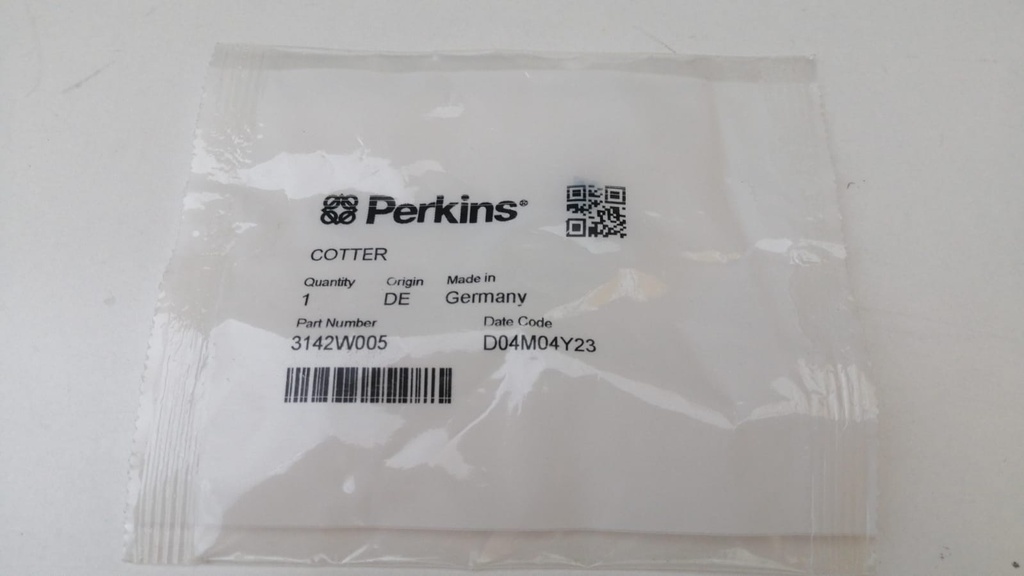 Perkins®
COTTER
Quantity Origin Made in
1 DE Germany
Part Number Date Code
3142W005 D04M04Y23